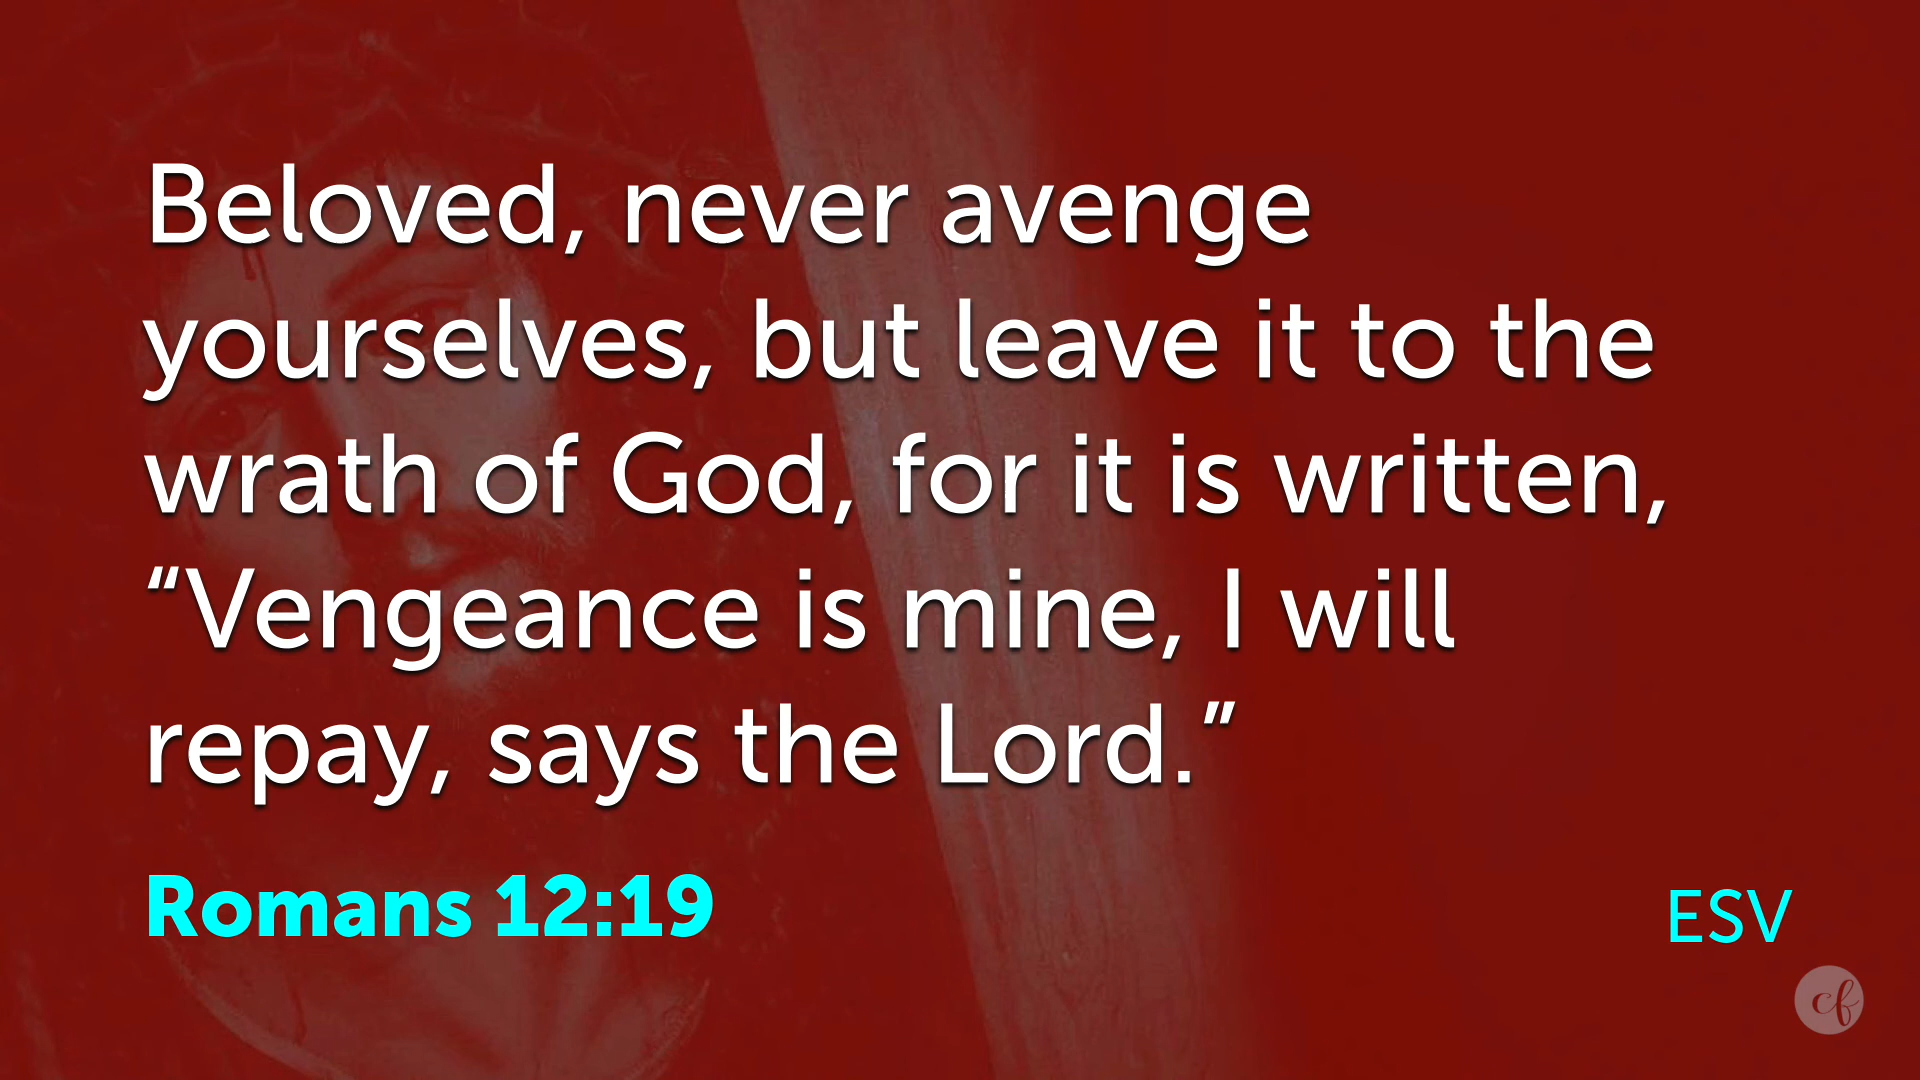 Beloved, never avenge
yourselves, but leave it to the
wrath of God, for it is written,
“Vengeance is mine, I will
repay, says the Lord.”
Romans 12:19
ESV
cf